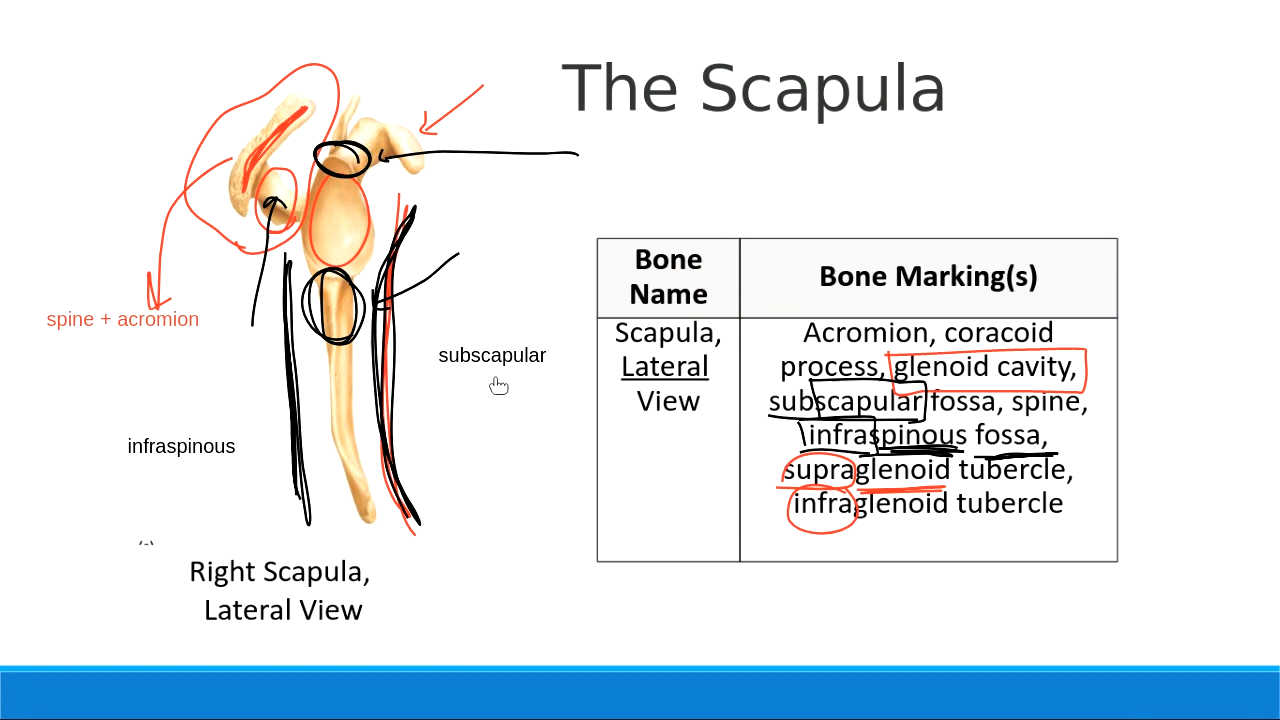 The Scapula
spine + acromion
subscapular
infraspinous
Right Scapula,
Lateral View
Bone
Name
Bone Marking(s)
Scapula,
Lateral
View
Acromion, coracoid
process, glenoid cavity,
subscapular fossa, spine,
infraspinous fossa,
supraglenoid tubercle,
infraglenoid tubercle